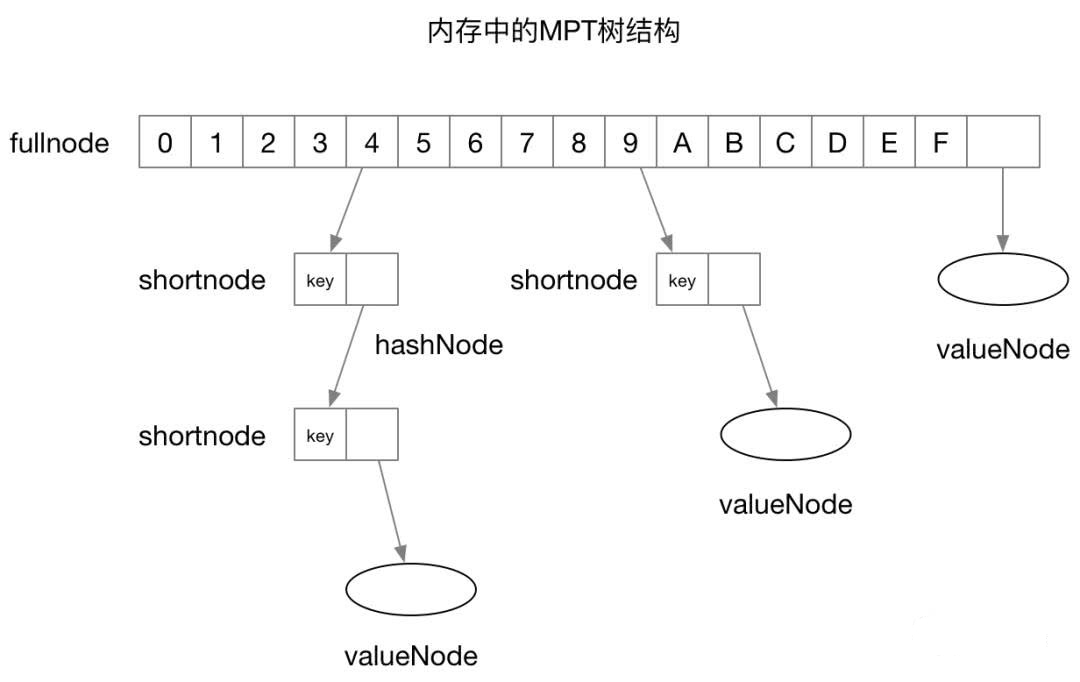 内存中的MPT树结构
fullnode 0 1 2 3 4 5 6 7 8 9 A B C D E F
shortnode key shortnode key
hashNode valueNode
shortnode key
valueNode
valueNode